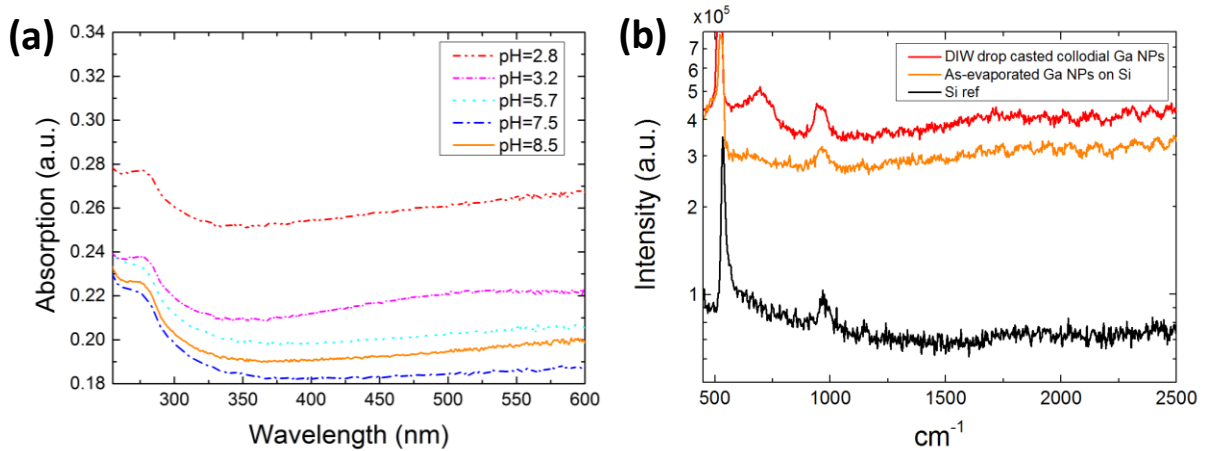 (a)
0.34
0.32
0.30
0.28
0.26
0.24
0.22
0.20
0.18
Absorption (a.u.)
pH=2.8
pH=3.2
pH=5.7
pH=7.5
pH=8.5
300
350
400
450
500
550
600
Wavelength (nm)
(b)
x10⁵
7
5
4
3
2
1
Intensity (a.u.)
DIW drop casted collodial Ga NPs
As-evaporated Ga NPs on Si
Si ref
500
1000
1500
2000
2500
cm⁻¹